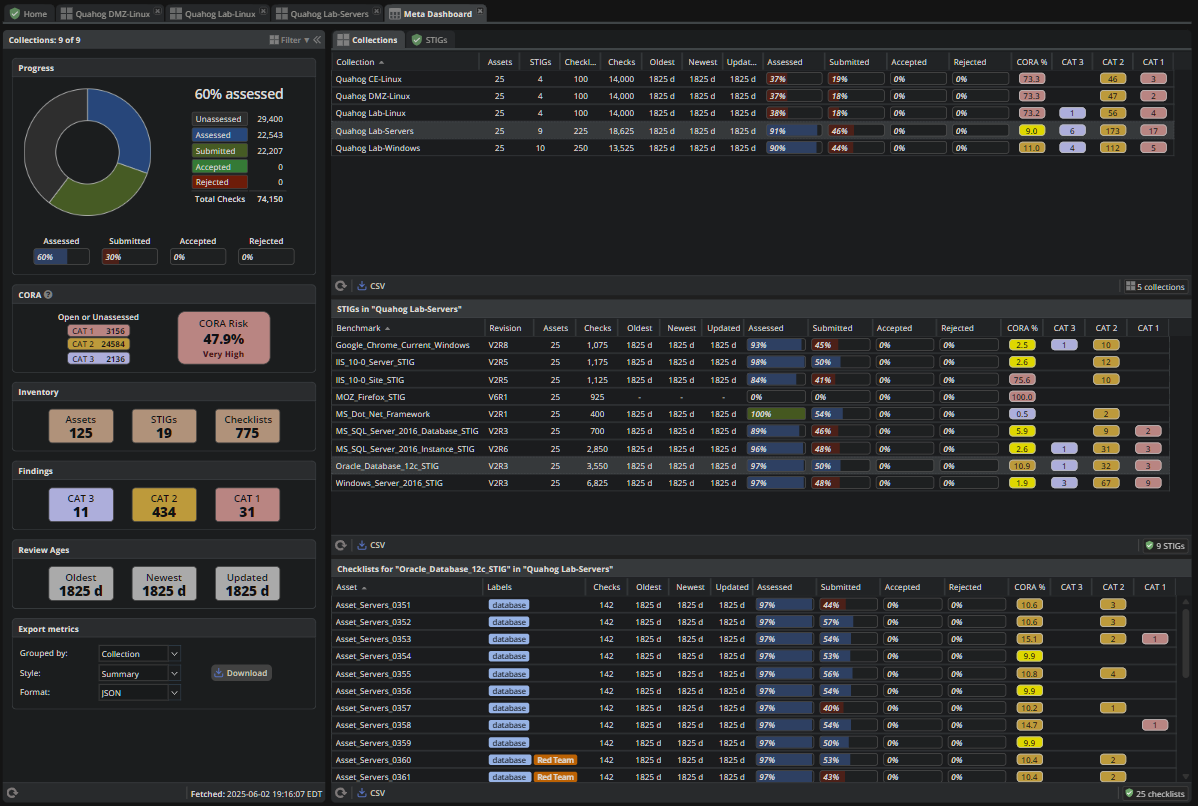 Home Quahog DMZ-Linux Quahog Lab-Linux Quahog Lab-Servers Meta Dashboard
Collections: 9 of 9 Filter
Progress
60% assessed
Unassessed 29,400
Assessed 22,543
Submitted 22,207
Accepted 0
Rejected 0
Total Checks 74,150
Assessed Submitted Accepted Rejected
60% 30% 0% 0%
CORA
Open or Unassessed
CAT 1 3156
CAT 2 24584
CAT 3 2136
CORA Risk
47.9%
Very High
Inventory
Assets STIGs Checklists
125 19 775
Findings
CAT 3 CAT 2 CAT 1
11 434 31
Review Ages
Oldest Newest Updated
1825 d 1825 d 1825 d
Export metrics
Grouped by: Collection
Style: Summary
Format: JSON
Download
Fetched: 2025-06-02 19:16:07 EDT
Collections STIGs
Collection Assets STIGs Checkl... Checks Oldest Newest Updat... Assessed Submitted Accepted Rejected CORA % CAT 3 CAT 2 CAT 1
Quahog CE-Linux 25 4 100 14,000 1825 d 1825 d 1825 d 37% 19% 0% 0% 73.3 46 3
Quahog DMZ-Linux 25 4 100 14,000 1825 d 1825 d 1825 d 37% 18% 0% 0% 73.3 47 2
Quahog Lab-Linux 25 4 100 14,000 1825 d 1825 d 1825 d 38% 18% 0% 0% 73.2 1 56 4
Quahog Lab-Servers 25 9 225 18,625 1825 d 1825 d 1825 d 91% 46% 0% 0% 9.0 6 173 17
Quahog Lab-Windows 25 10 250 13,525 1825 d 1825 d 1825 d 90% 44% 0% 0% 11.0 4 112 5
CSV 5 collections
STIGs in "Quahog Lab-Servers"
Benchmark Revision Assets Checks Oldest Newest Updated Assessed Submitted Accepted Rejected CORA % CAT 3 CAT 2 CAT 1
Google_Chrome_Current_Windows V2R8 25 1,075 1825 d 1825 d 1825 d 93% 45% 0% 0% 2.5 1 10
IIS_10-0_Server_STIG V2R5 25 1,175 1825 d 1825 d 1825 d 98% 50% 0% 0% 2.6 12
IIS_10-0_Site_STIG V2R5 25 1,125 1825 d 1825 d 1825 d 84% 41% 0% 0% 75.6 10
MOZ_Firefox_STIG V6R1 25 925 - - - 0% 0% 0% 0% 100.0
MS_Dot_Net_Framework V2R1 25 400 1825 d 1825 d 1825 d 100% 54% 0% 0% 0.5 2
MS_SQL_Server_2016_Database_STIG V2R3 25 700 1825 d 1825 d 1825 d 89% 46% 0% 0% 5.9 9 2
MS_SQL_Server_2016_Instance_STIG V2R6 25 2,850 1825 d 1825 d 1825 d 96% 48% 0% 0% 2.6 1 31 3
Oracle_Database_12c_STIG V2R3 25 3,550 1825 d 1825 d 1825 d 97% 50% 0% 0% 10.9 1 32 3
Windows_Server_2016_STIG V2R3 25 6,825 1825 d 1825 d 1825 d 97% 48% 0% 0% 1.9 3 67 9
CSV 9 STIGs
Checklists for "Oracle_Database_12c_STIG" in "Quahog Lab-Servers"
Asset Labels Checks Oldest Newest Updated Assessed Submitted Accepted Rejected CORA % CAT 3 CAT 2 CAT 1
Asset_Servers_0351 database 142 1825 d 1825 d 1825 d 97% 44% 0% 0% 10.6 3
Asset_Servers_0352 database 142 1825 d 1825 d 1825 d 97% 57% 0% 0% 10.6 3
Asset_Servers_0353 database 142 1825 d 1825 d 1825 d 97% 54% 0% 0% 15.1 2 1
Asset_Servers_0354 database 142 1825 d 1825 d 1825 d 97% 53% 0% 0% 9.9
Asset_Servers_0355 database 142 1825 d 1825 d 1825 d 97% 56% 0% 0% 10.8 4
Asset_Servers_0356 database 142 1825 d 1825 d 1825 d 97% 54% 0% 0% 9.9
Asset_Servers_0357 database 142 1825 d 1825 d 1825 d 97% 40% 0% 0% 10.2 1
Asset_Servers_0358 database 142 1825 d 1825 d 1825 d 97% 54% 0% 0% 14.7 1
Asset_Servers_0359 database 142 1825 d 1825 d 1825 d 97% 50% 0% 0% 9.9
Asset_Servers_0360 database Red Team 142 1825 d 1825 d 1825 d 97% 53% 0% 0% 10.4 2
Asset_Servers_0361 database Red Team 142 1825 d 1825 d 1825 d 97% 43% 0% 0% 10.4 2
CSV 25 checklists